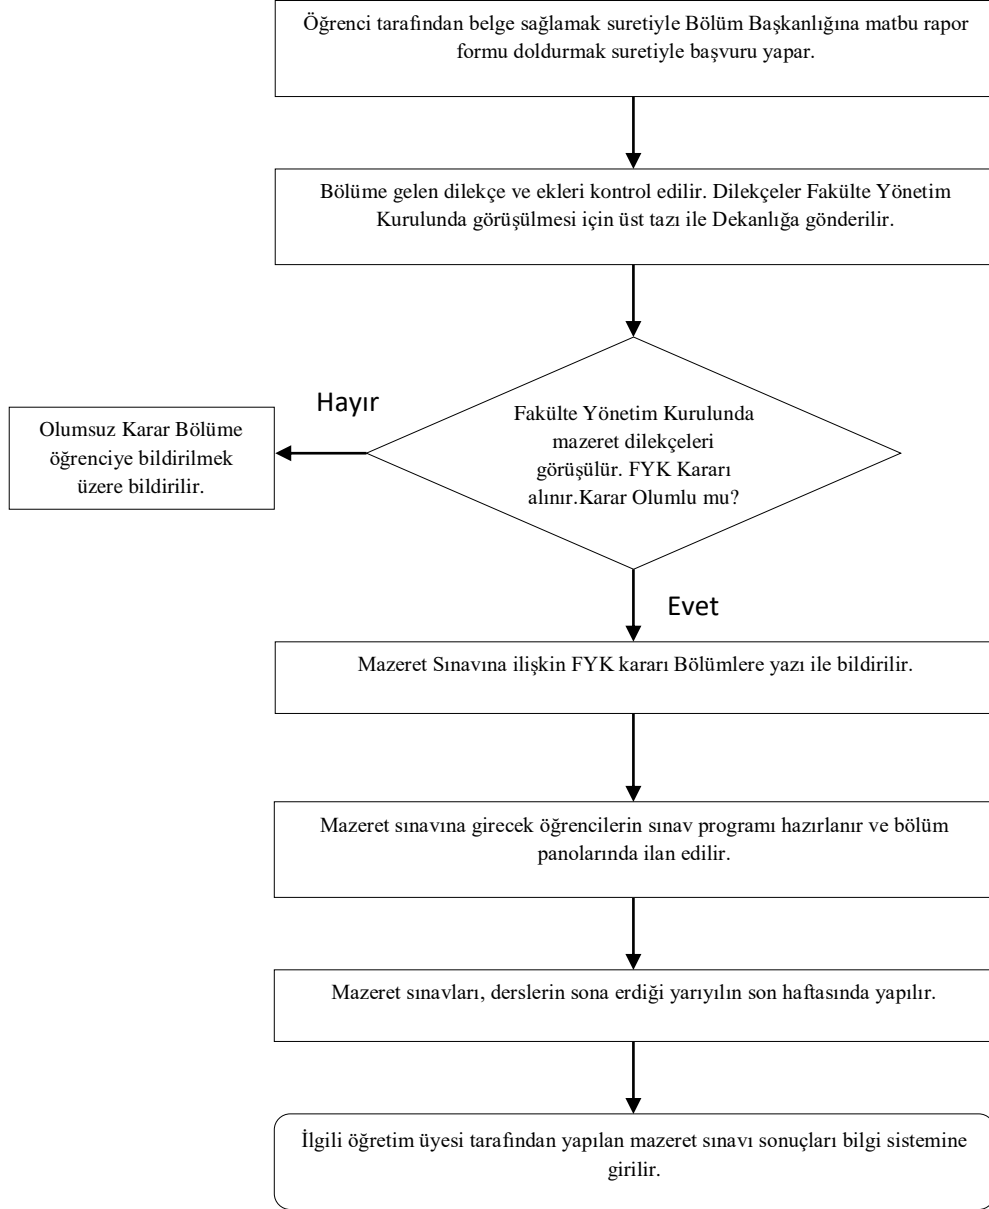 Öğrenci tarafından belge sağlamak suretiyle Bölüm Başkanlığına matbu rapor
formu doldurmak suretiyle başvuru yapar.
Bölüme gelen dilekçe ve ekleri kontrol edilir. Dilekçeler Fakülte Yönetim
Kurulunda görüşülmesi için üst tazı ile Dekanlığa gönderilir.
Fakülte Yönetim Kurulunda
mazeret dilekçeleri
görüşülür. FYK Kararı
alınır.Karar Olumlu mu?
Hayır
Olumsuz Karar Bölüme
öğrenciye bildirilmek
üzere bildirilir.
Evet
Mazeret Sınavına ilişkin FYK kararı Bölümlere yazı ile bildirilir.
Mazeret sınavına girecek öğrencilerin sınav programı hazırlanır ve bölüm
panolarında ilan edilir.
Mazeret sınavları, derslerin sona erdiği yarıyılın son haftasında yapılır.
İlgili öğretim üyesi tarafından yapılan mazeret sınavı sonuçları bilgi sistemine
girilir.